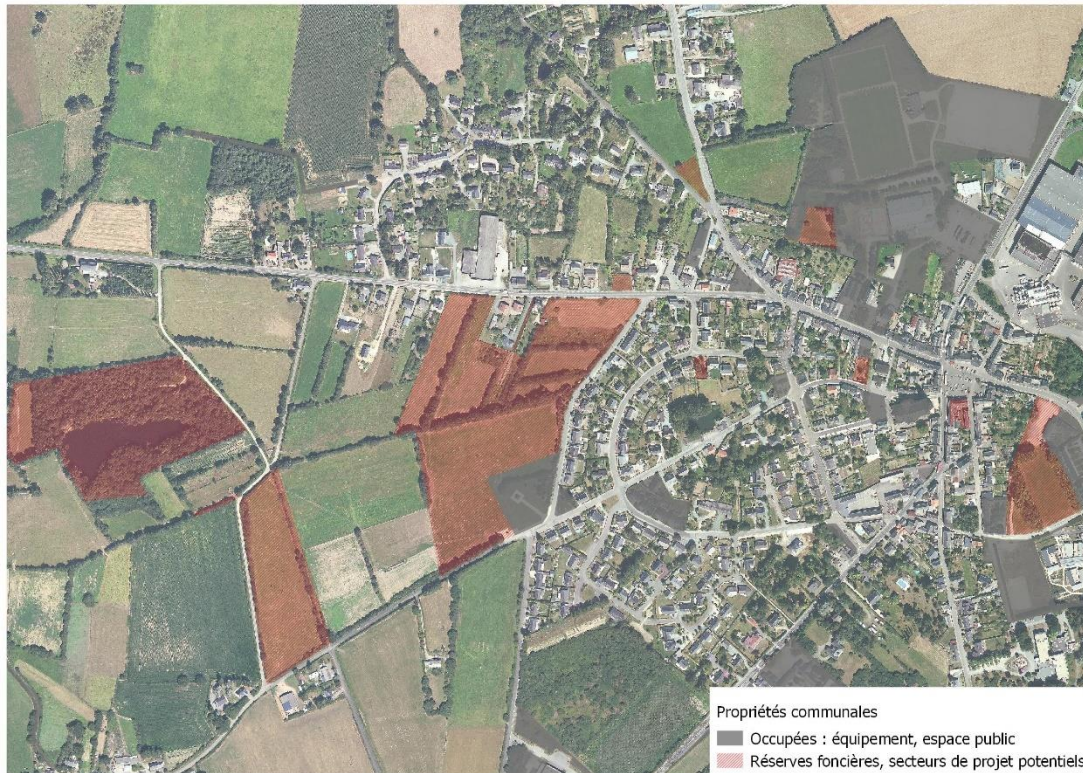 Propriétés communales
Occupées : équipement, espace public
Réserves foncières, secteurs de projet potentiels